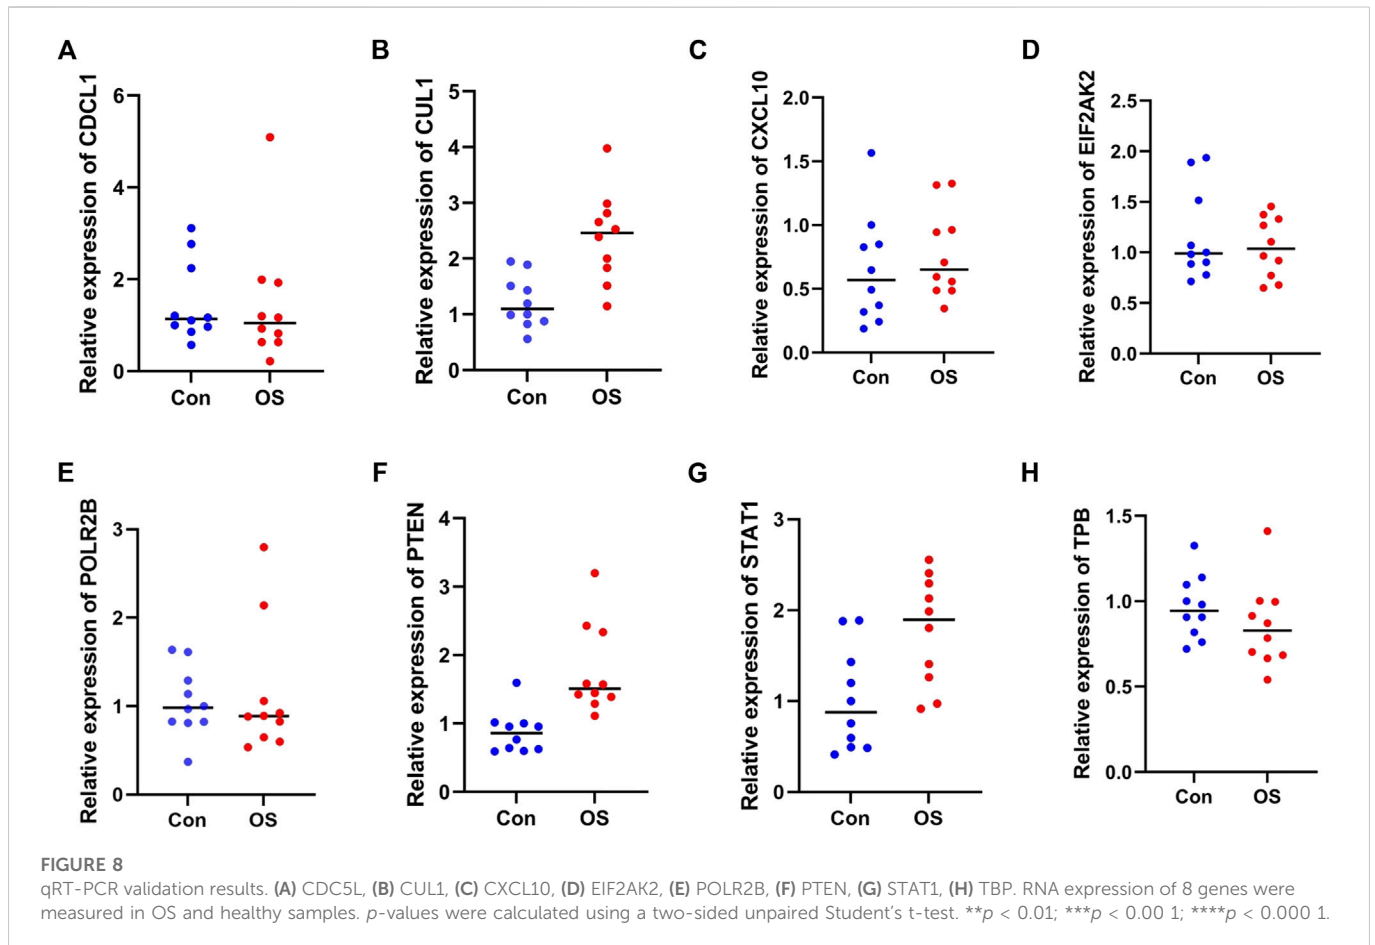 A
Relative expression of CDCL1
6
4
2
0
Con
OS
B
Relative expression of CUL1
5
4
3
2
1
0
Con
OS
C
Relative expression of CXCL10
2.0
1.5
1.0
0.5
0.0
Con
OS
D
Relative expression of EIF2AK2
2.5
2.0
1.5
1.0
0.5
0.0
Con
OS
E
Relative expression of POLR2B
3
2
1
0
Con
OS
F
Relative expression of PTEN
4
3
2
1
0
Con
OS
G
Relative expression of STAT1
3
2
1
0
Con
OS
H
Relative expression of TPB
1.5
1.0
0.5
0.0
Con
OS
FIGURE 8
qRT-PCR validation results. (A) CDC5L, (B) CUL1, (C) CXCL10, (D) EIF2AK2, (E) POLR2B, (F) PTEN, (G) STAT1, (H) TBP. RNA expression of 8 genes were
measured in OS and healthy samples. p-values were calculated using a two-sided unpaired Student's t-test. **p < 0.01; ***p < 0.00 1; ****p < 0.000 1.